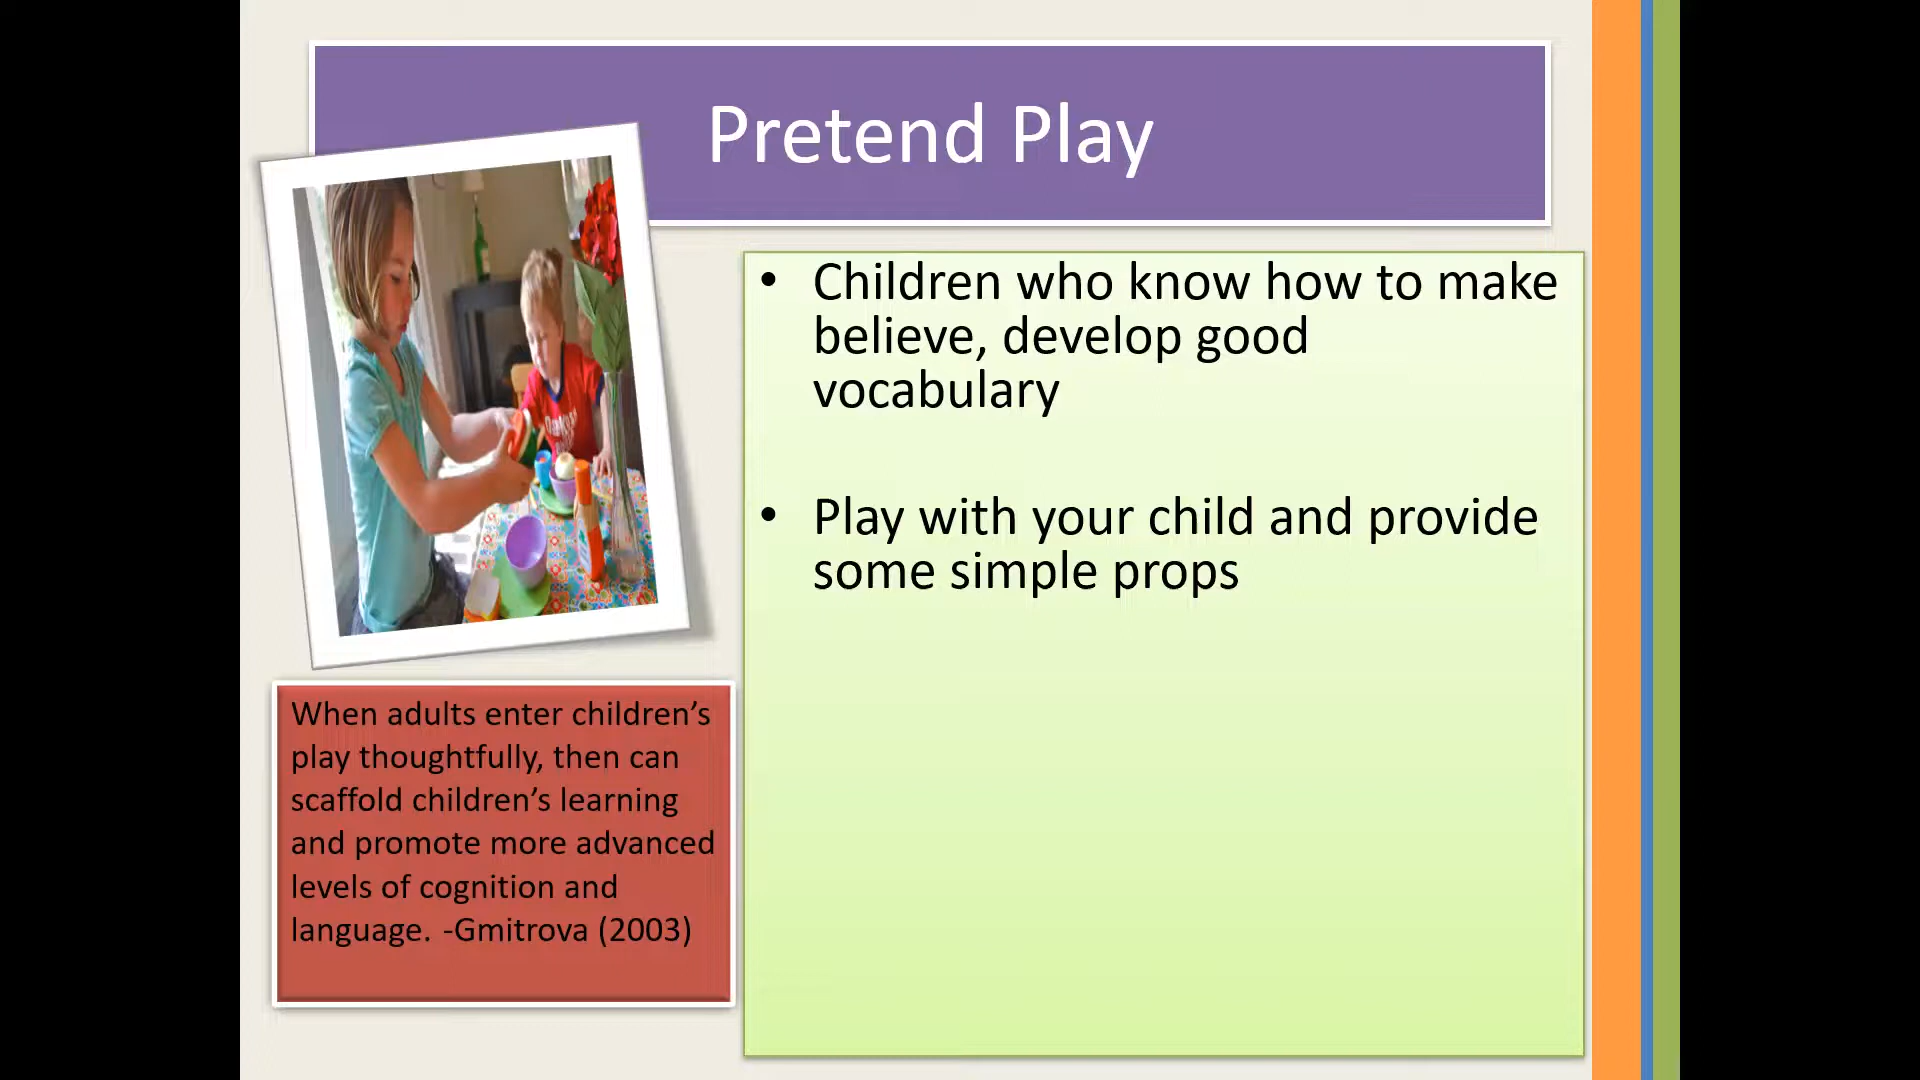 Pretend Play
• Children who know how to make
believe, develop good
vocabulary
• Play with your child and provide
some simple props
When adults enter children’s
play thoughtfully, then can
scaffold children’s learning
and promote more advanced
levels of cognition and
language. -Gmitrova (2003)